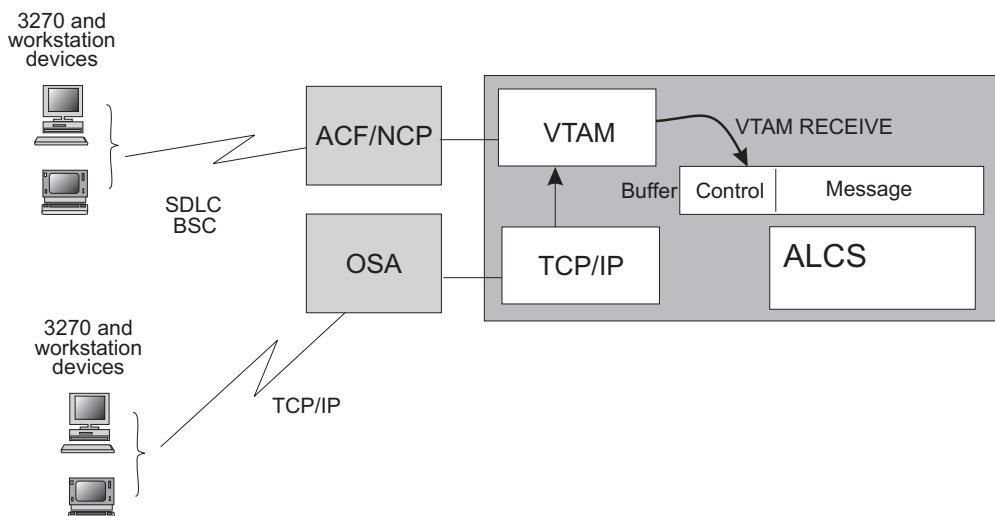 3270 and
workstation
devices
ACF/NCP
VTAM
VTAM RECEIVE
Buffer
Control
Message
SDLC
BSC
OSA
TCP/IP
ALCS
3270 and
workstation
devices
TCP/IP